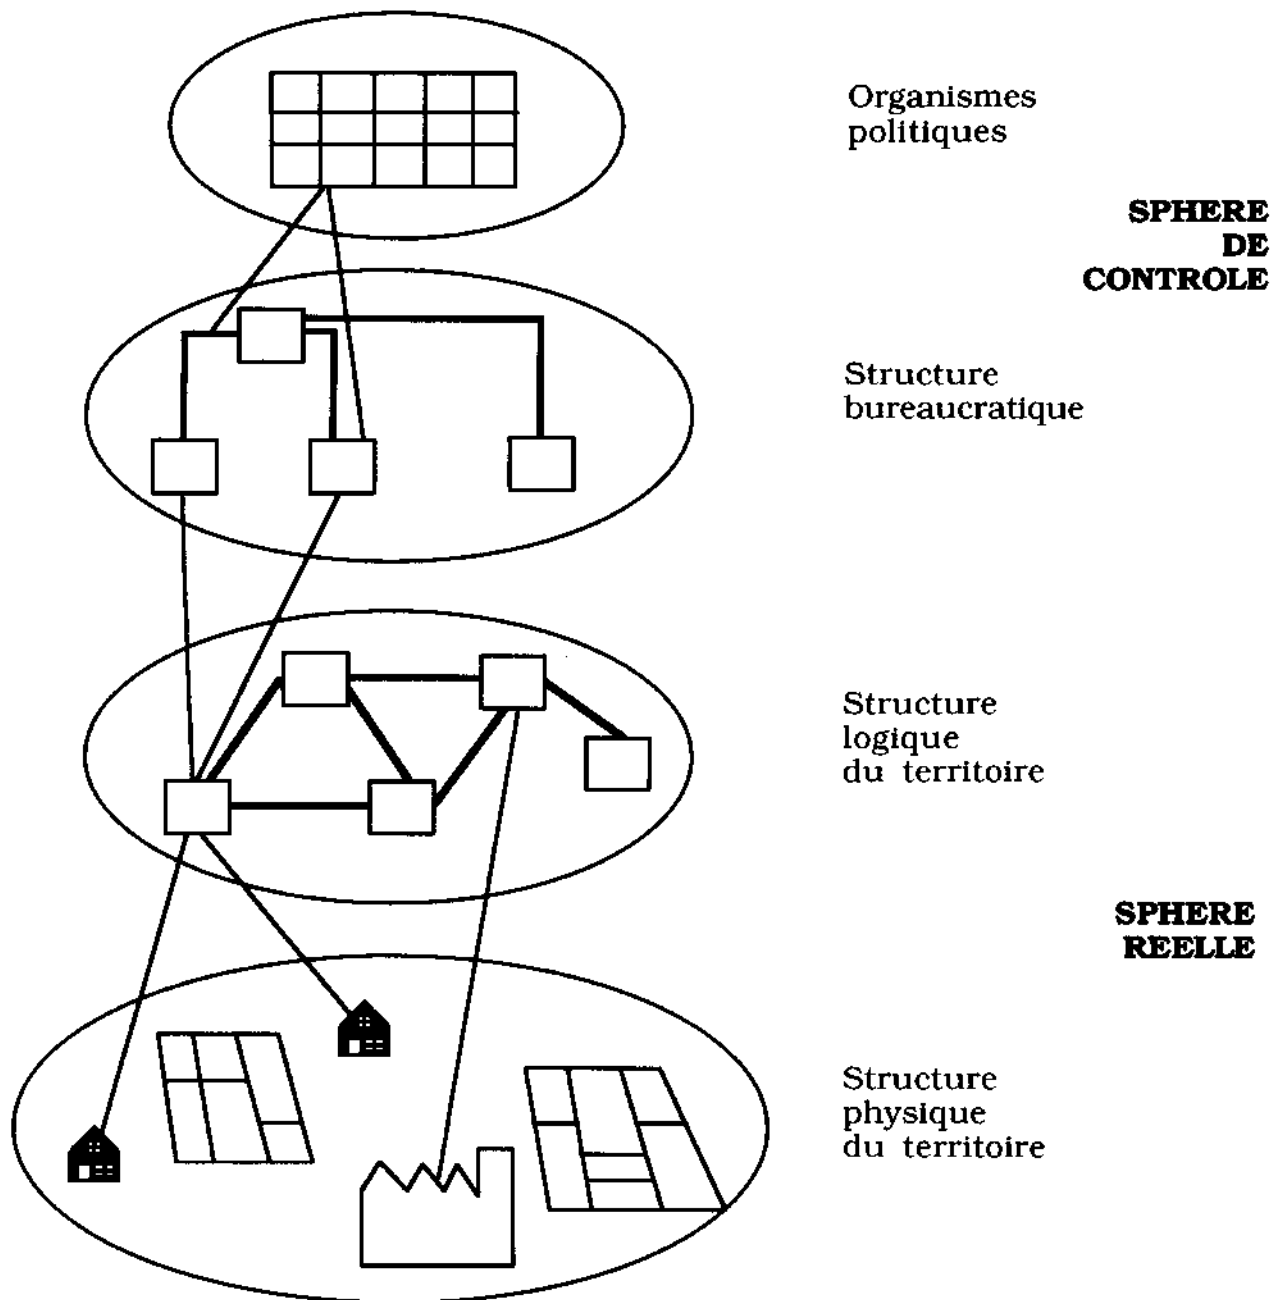 Organismes
politiques
SPHERE
DE
CONTROLE
Structure
bureaucratique
Structure
logique
du territoire
SPHERE
REELLE
Structure
physique
du territoire